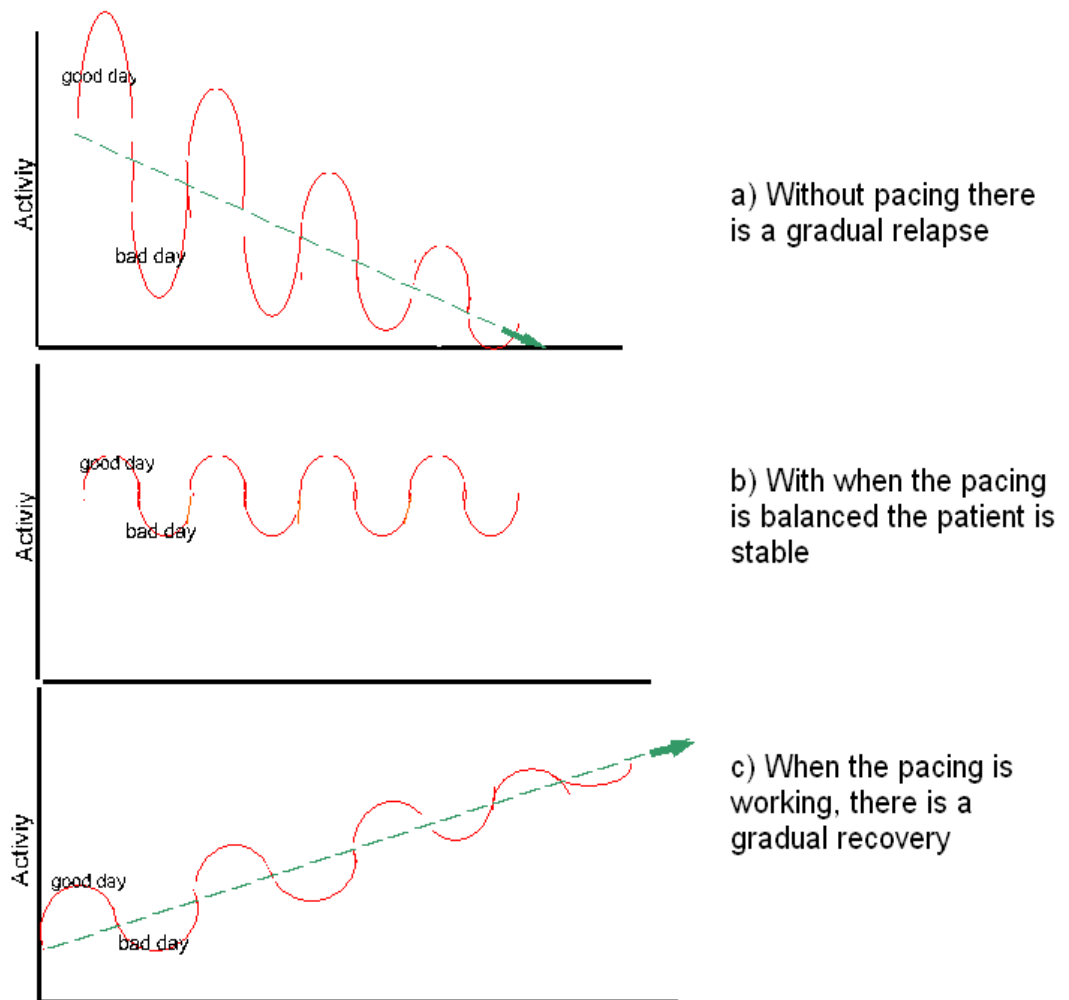 good day
bad day
Activiy
a) Without pacing there
is a gradual relapse
good day
bad day
Activiy
b) With when the pacing
is balanced the patient is
stable
good day
bad day
Activiy
c) When the pacing is
working, there is a
gradual recovery